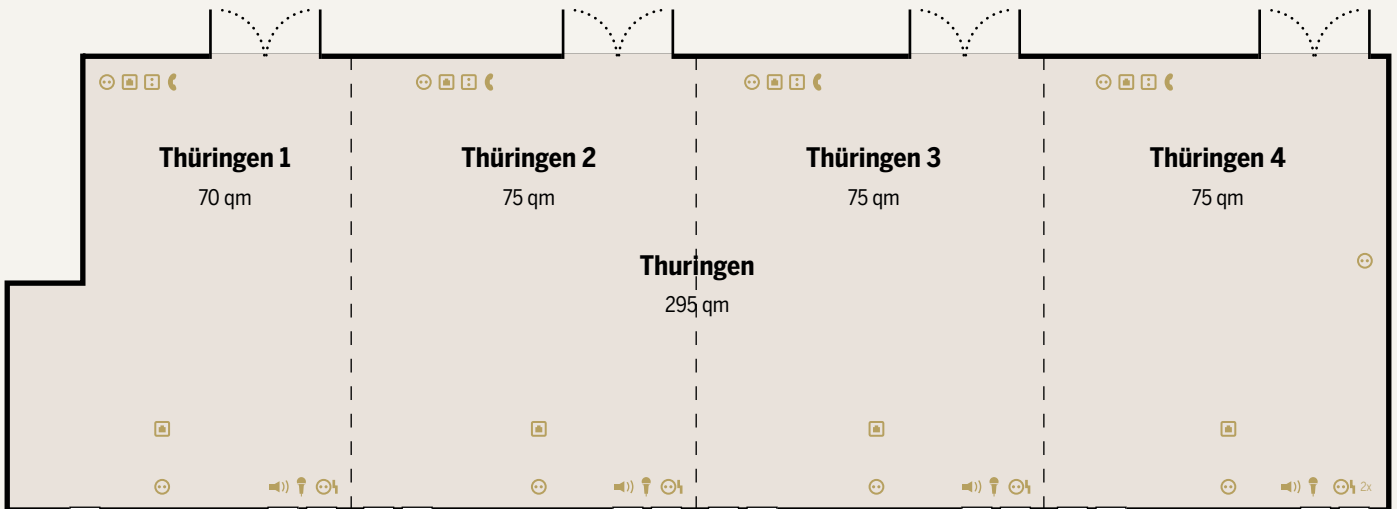 Thüringen 1
70 qm
Thüringen 2
75 qm
Thüringen 3
75 qm
Thüringen 4
75 qm
Thuringen
295 qm
2x